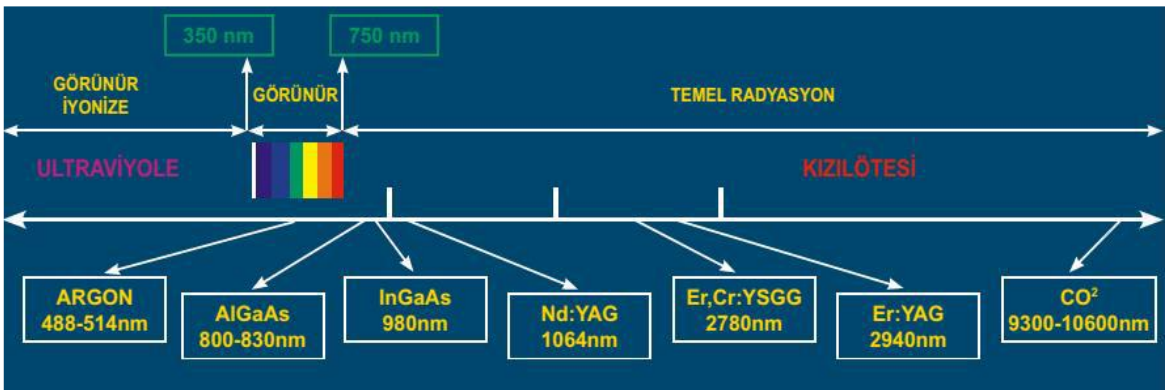 350 nm
750 nm
GÖRÜNÜR
İYONİZE
GÖRÜNÜR
TEMEL RADYASYON
ULTRAVİYOLE
KIZILÖTESİ
ARGON
488-514nm
AlGaAs
800-830nm
InGaAs
980nm
Nd:YAG
1064nm
Er,Cr:YSGG
2780nm
Er:YAG
2940nm
CO²
9300-10600nm